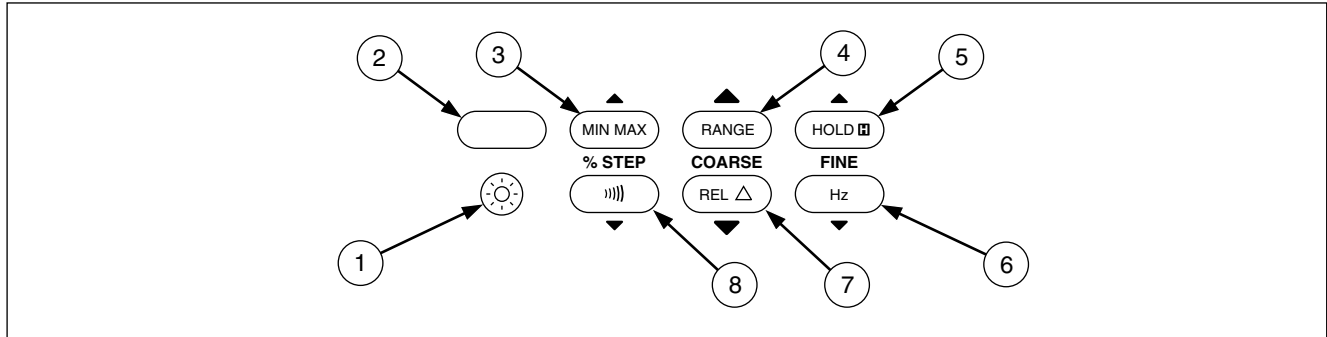 2 3 4 5
MIN MAX RANGE HOLD H
% STEP COARSE FINE
REL △ Hz
1 8 7 6